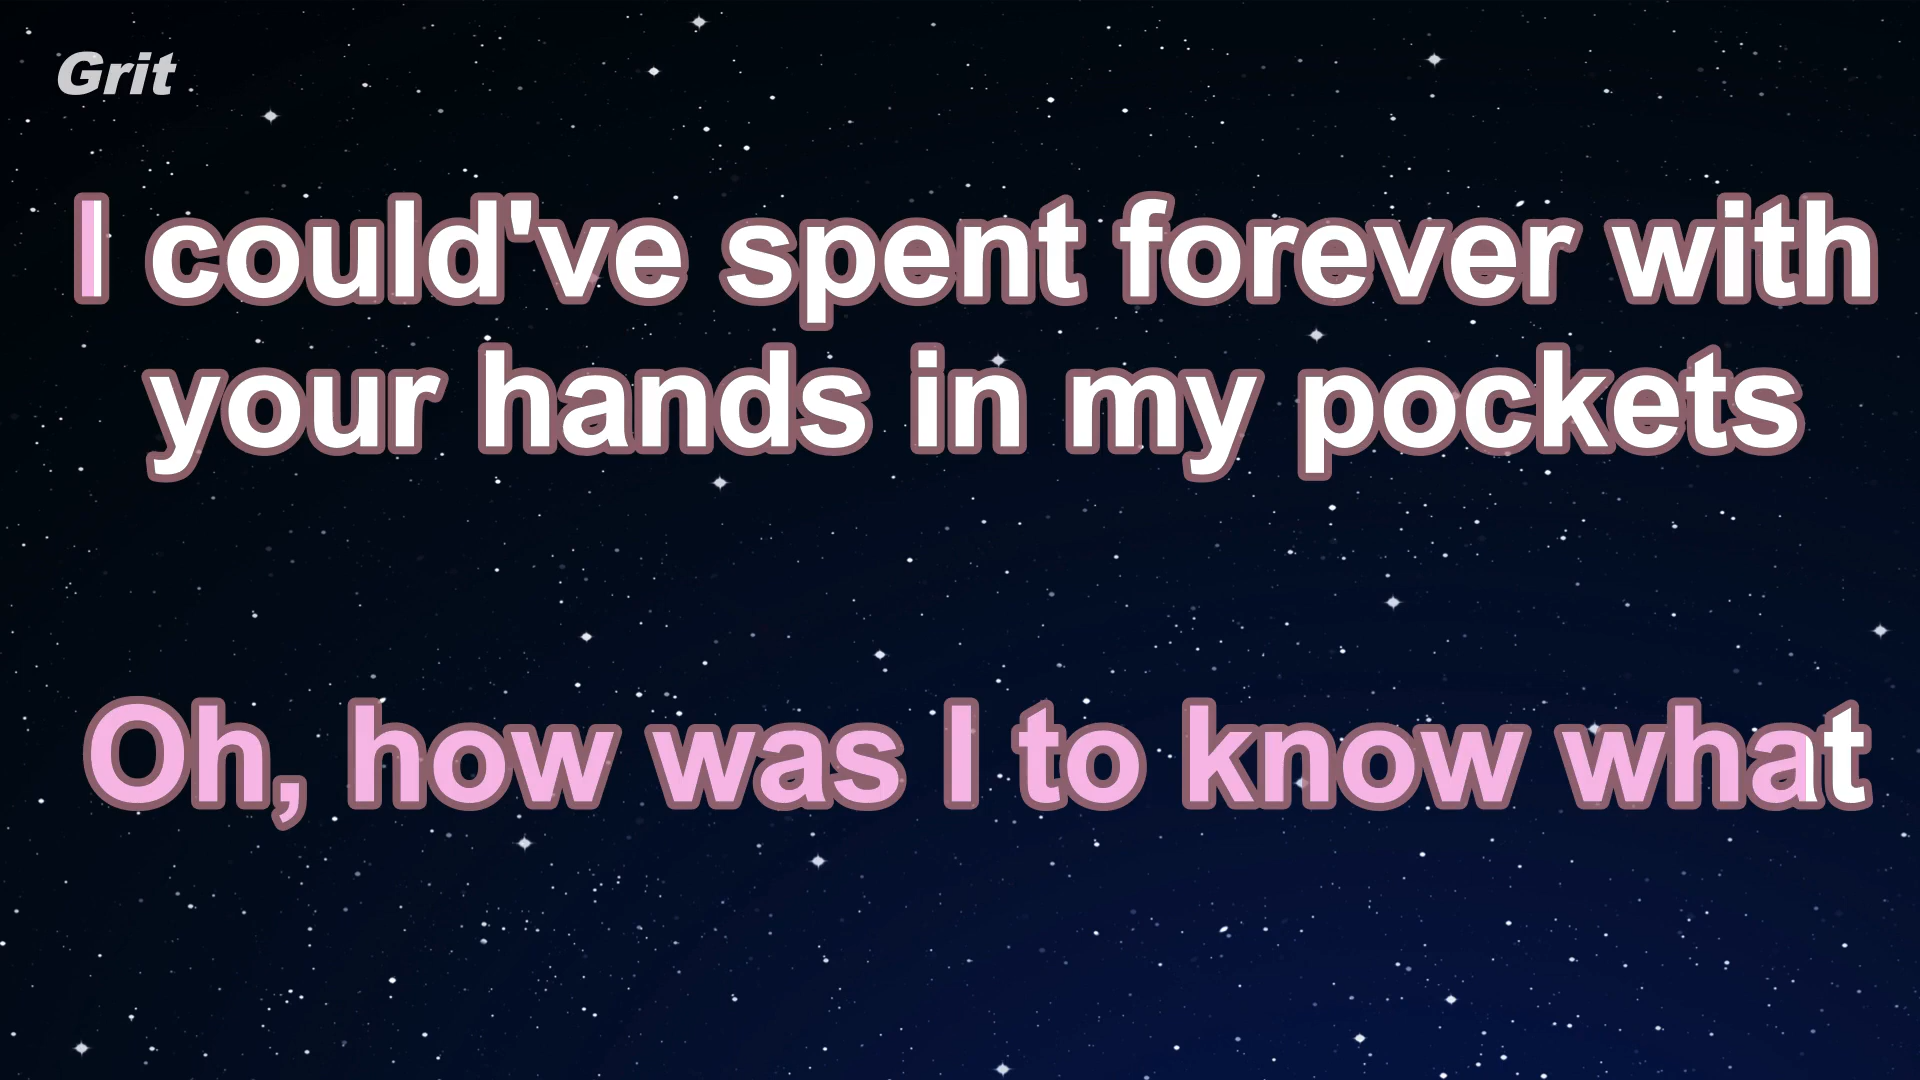 Grit
I could've spent forever with
your hands in my pockets
Oh, how was I to know what